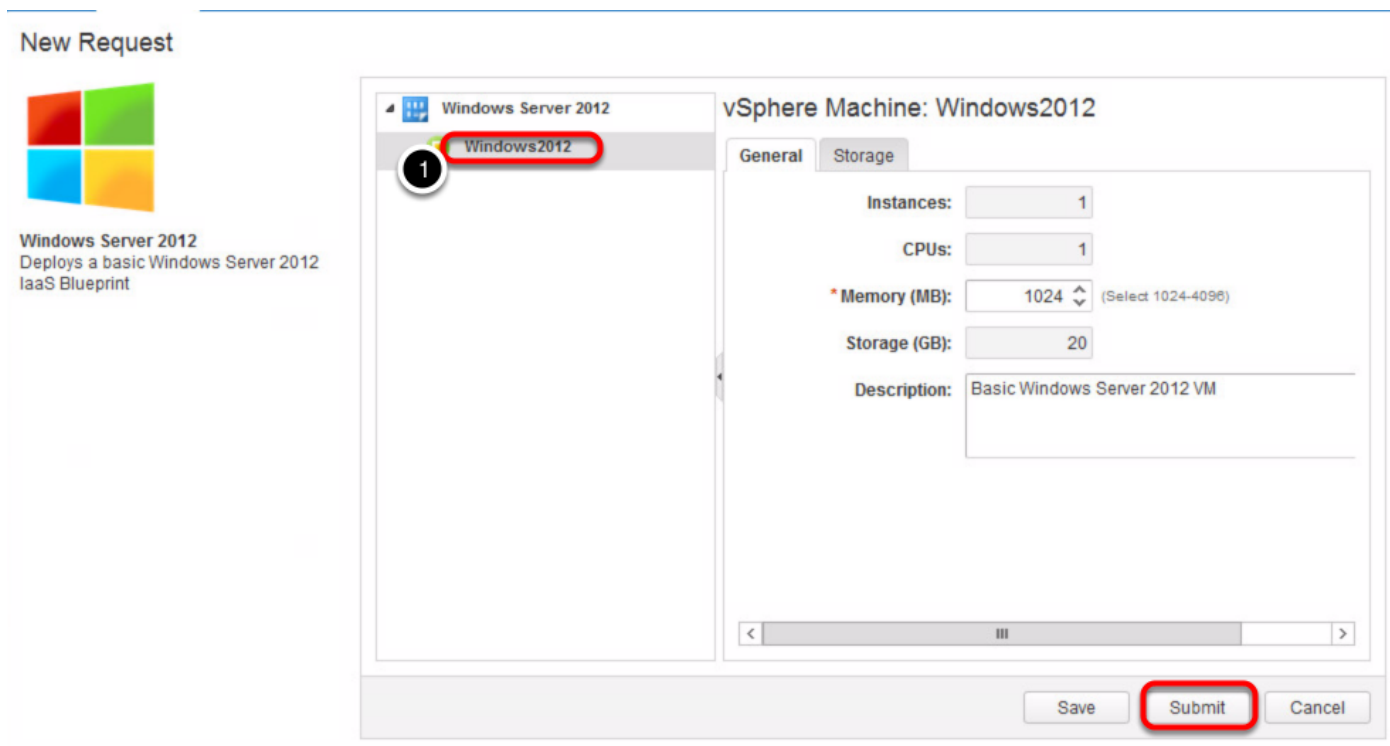 New Request
Windows Server 2012
Deploys a basic Windows Server 2012
IaaS Blueprint
Windows Server 2012
Windows2012
1
vSphere Machine: Windows2012
General Storage
Instances: 1
CPUs: 1
* Memory (MB): 1024 (Select 1024-4096)
Storage (GB): 20
Description: Basic Windows Server 2012 VM
Save Submit Cancel